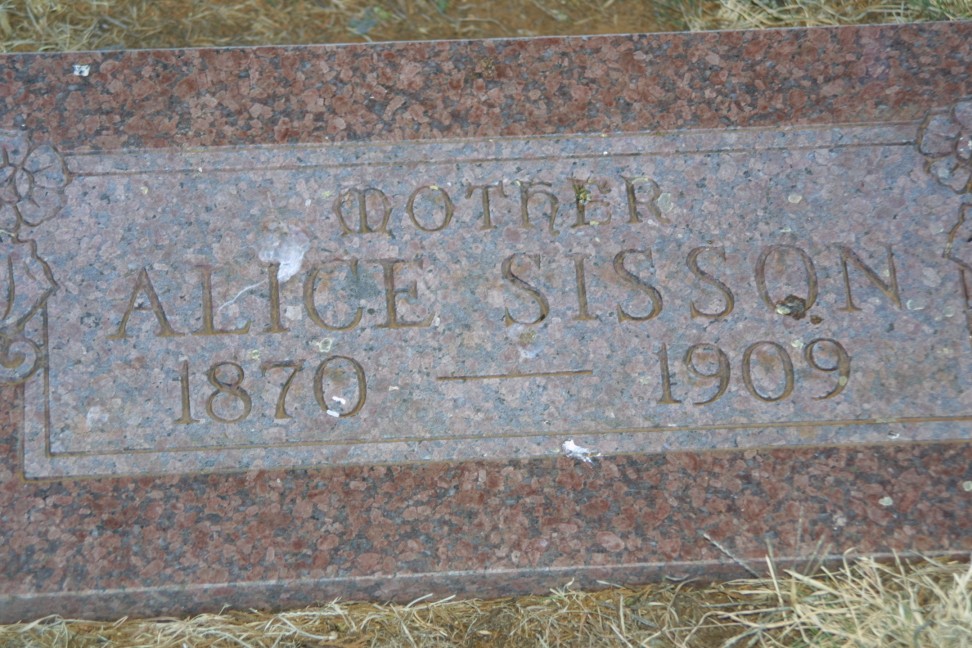 MOTHER
ALICE SISSON
1870 — 1909